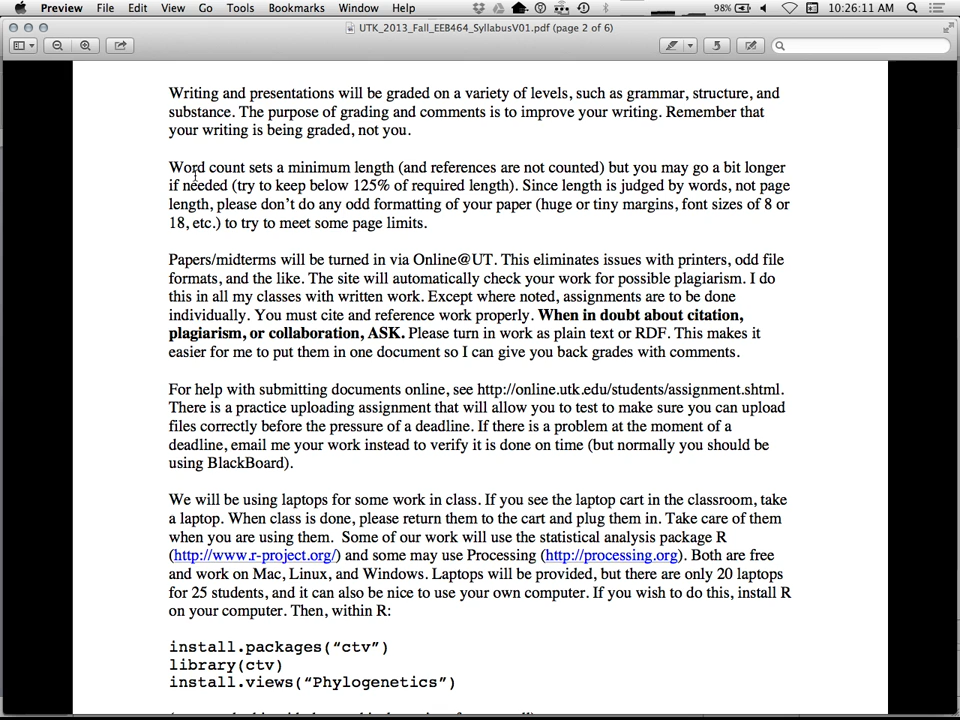 Preview File Edit View Go Tools Bookmarks Window Help 98% 10:26:11 AM
UTK_2013_Fall_EEB464_SyllabusV01.pdf (page 2 of 6)
Writing and presentations will be graded on a variety of levels, such as grammar, structure, and
substance. The purpose of grading and comments is to improve your writing. Remember that
your writing is being graded, not you.
Word count sets a minimum length (and references are not counted) but you may go a bit longer
if needed (try to keep below 125% of required length). Since length is judged by words, not page
length, please don’t do any odd formatting of your paper (huge or tiny margins, font sizes of 8 or
18, etc.) to try to meet some page limits.
Papers/midterms will be turned in via Online@UT. This eliminates issues with printers, odd file
formats, and the like. The site will automatically check your work for possible plagiarism. I do
this in all my classes with written work. Except where noted, assignments are to be done
individually. You must cite and reference work properly. When in doubt about citation,
plagiarism, or collaboration, ASK. Please turn in work as plain text or RDF. This makes it
easier for me to put them in one document so I can give you back grades with comments.
For help with submitting documents online, see http://online.utk.edu/students/assignment.shtml.
There is a practice uploading assignment that will allow you to test to make sure you can upload
files correctly before the pressure of a deadline. If there is a problem at the moment of a
deadline, email me your work instead to verify it is done on time (but normally you should be
using BlackBoard).
We will be using laptops for some work in class. If you see the laptop cart in the classroom, take
a laptop. When class is done, please return them to the cart and plug them in. Take care of them
when you are using them. Some of our work will use the statistical analysis package R
(http://www.r-project.org/) and some may use Processing (http://processing.org). Both are free
and work on Mac, Linux, and Windows. Laptops will be provided, but there are only 20 laptops
for 25 students, and it can also be nice to use your own computer. If you wish to do this, install R
on your computer. Then, within R:
install.packages(“ctv”)
library(ctv)
install.views(“Phylogenetics”)